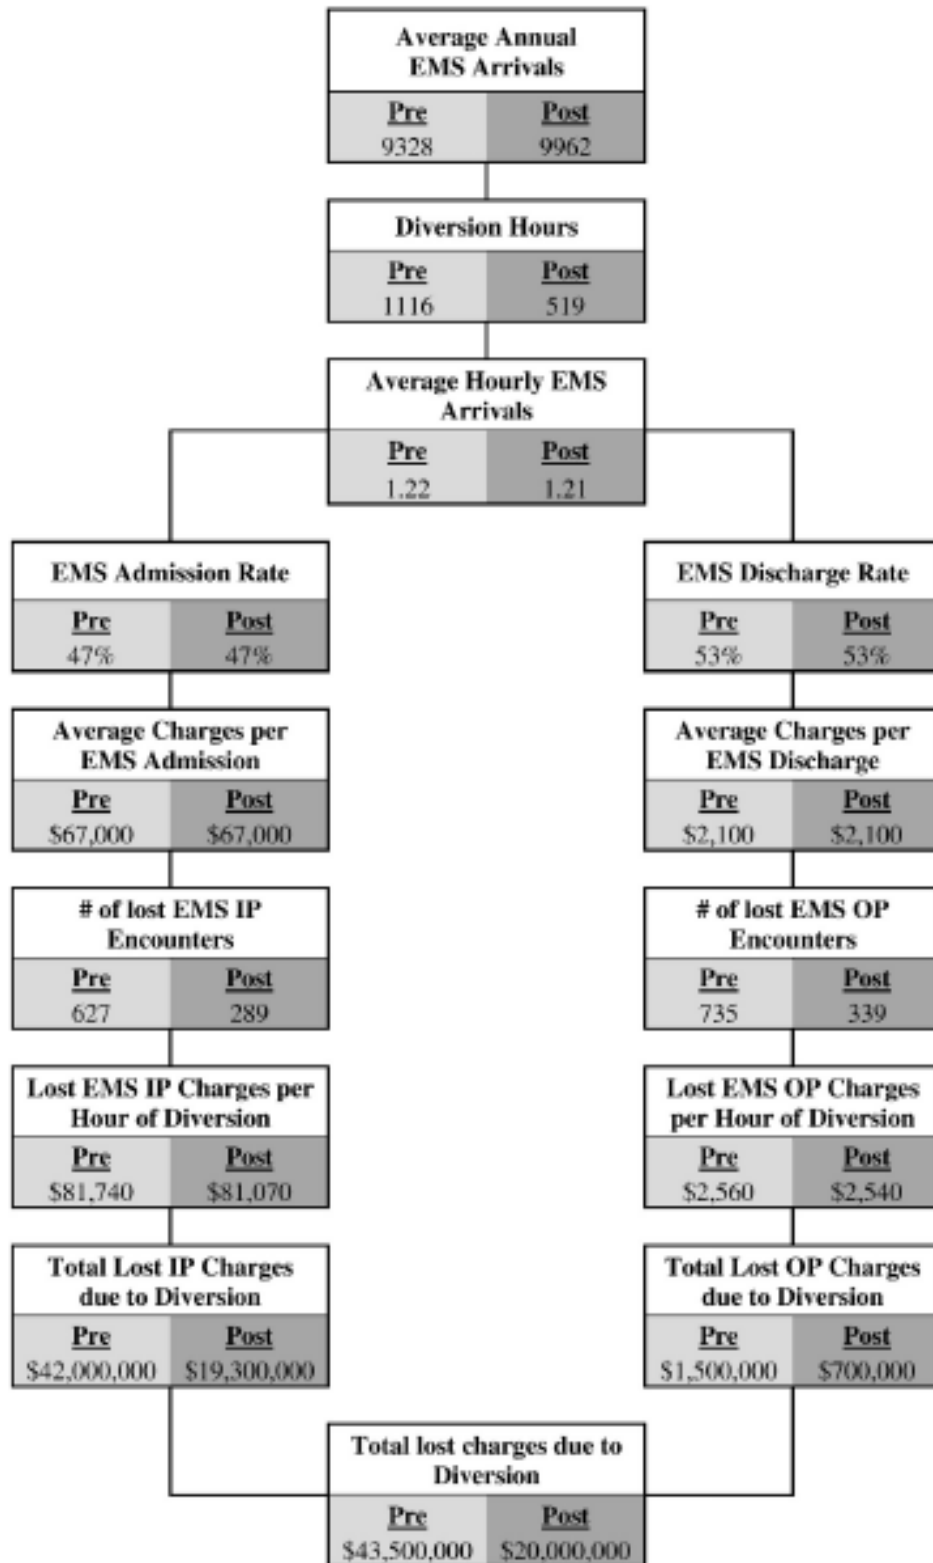 Average Annual
EMS Arrivals
Pre Post
9328 9962
Diversion Hours
Pre Post
1116 519
Average Hourly EMS
Arrivals
Pre Post
1.22 1.21
EMS Admission Rate
Pre Post
47% 47%
EMS Discharge Rate
Pre Post
53% 53%
Average Charges per
EMS Admission
Pre Post
$67,000 $67,000
Average Charges per
EMS Discharge
Pre Post
$2,100 $2,100
# of lost EMS IP
Encounters
Pre Post
627 289
# of lost EMS OP
Encounters
Pre Post
735 339
Lost EMS IP Charges per
Hour of Diversion
Pre Post
$81,740 $81,070
Lost EMS OP Charges
per Hour of Diversion
Pre Post
$2,560 $2,540
Total Lost IP Charges
due to Diversion
Pre Post
$42,000,000 $19,300,000
Total Lost OP Charges
due to Diversion
Pre Post
$1,500,000 $700,000
Total lost charges due to
Diversion
Pre Post
$43,500,000 $20,000,000